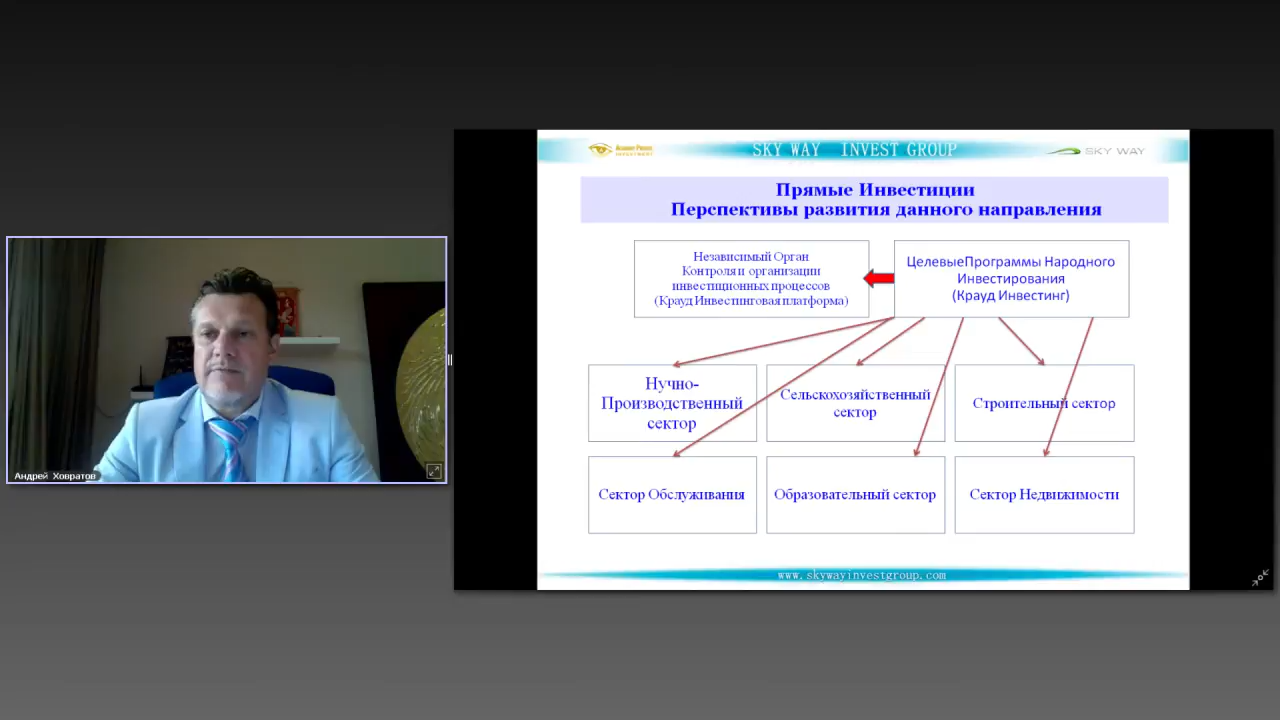 SKY WAY INVEST GROUP
SKY WAY
Прямые Инвестиции
Перспективы развития данного направления
Независимый Орган
Контроля и организации
инвестиционных процессов
(Крауд Инвестинговая платформа)
ЦелевыеПрограммы Народного
Инвестирования
(Крауд Инвестинг)
Нучно-
Производственный
сектор
Сельскохозяйственный
сектор
Строительный сектор
Сектор Обслуживания
Образовательный сектор
Сектор Недвижимости
www.skywayinvestgroup.com
Андрей Ховратов